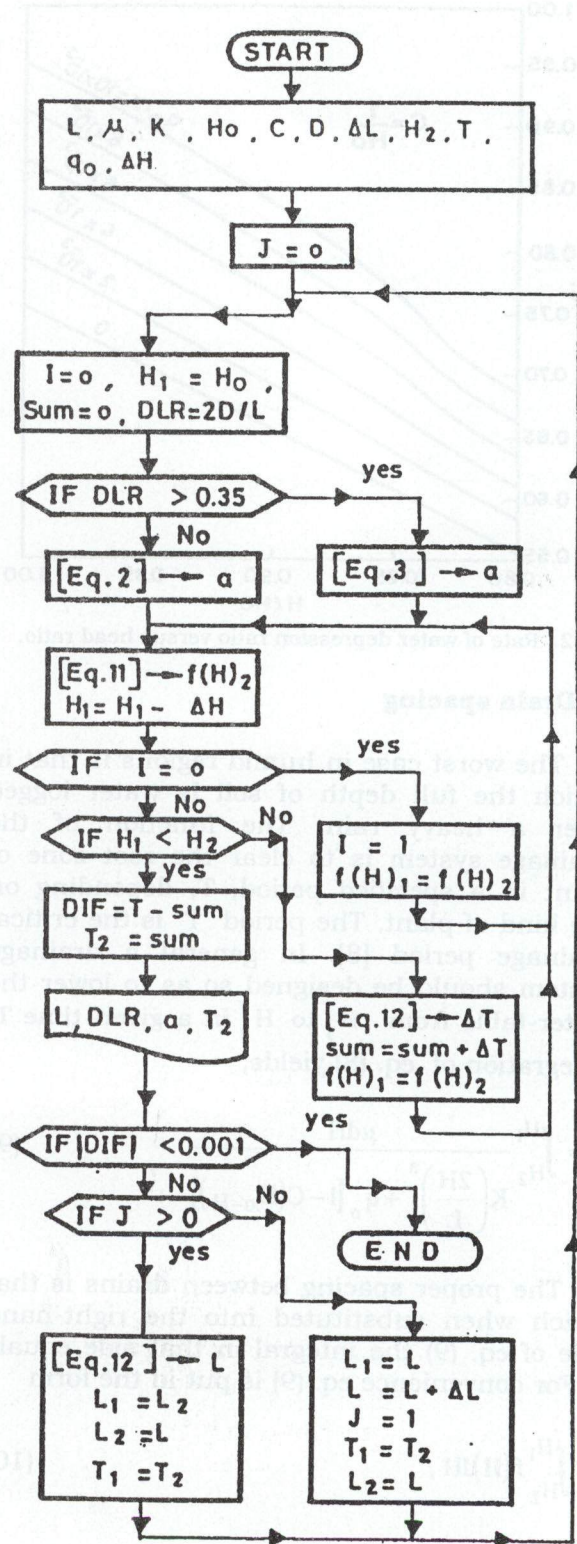 START
L, μ, K, Ho, C, D, ΔL, H₂, T,
q₀, ΔH
J = o
I = o, H₁ = Ho,
Sum = o, DLR=2D/L
IF DLR > 0.35
yes
No
[Eq.2] → a
[Eq.3] → a
[Eq.11] → f(H)₂
H₁ = H₁ - ΔH
IF I = o
yes
No
No
IF H₁ < H₂
yes
I = 1
f(H)₁ = f(H)₂
DIF = T - sum
T₂ = sum
[Eq.12] → ΔT
sum = sum + ΔT
f(H)₁ = f(H)₂
L, DLR, a, T₂
IF |DIF| <0.001
yes
No
No
IF J > 0
yes
END
[Eq.12] → L
L₁ = L₂
L₂ = L
T₁ = T₂
L₁ = L
L = L + ΔL
J = 1
T₁ = T₂
L₂ = L